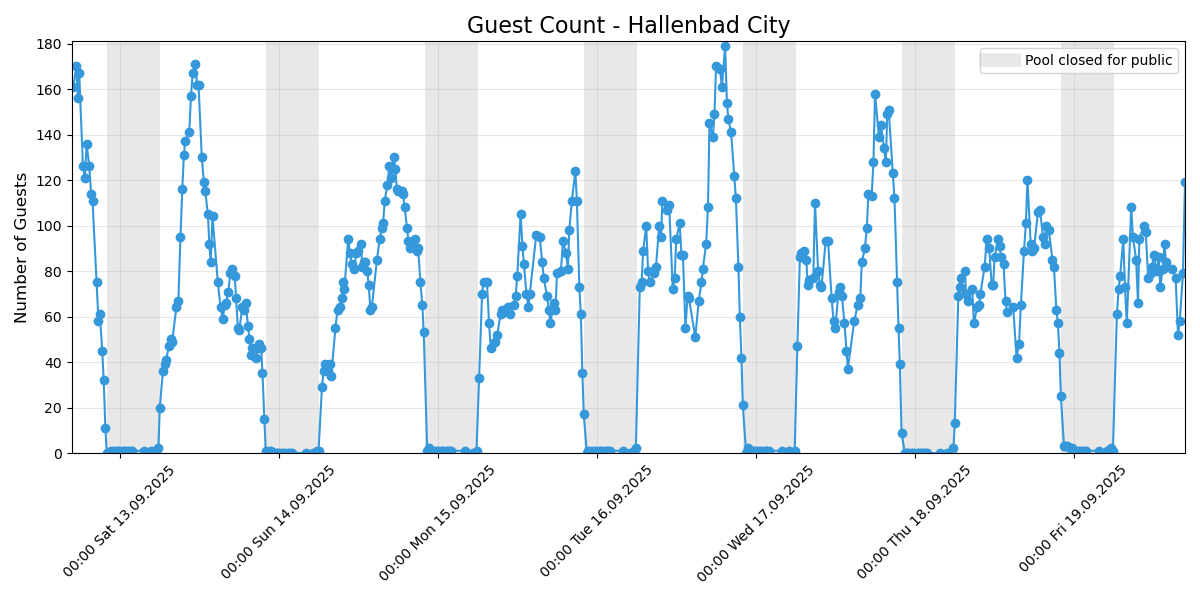 Guest Count - Hallenbad City
Pool closed for public
Number of Guests
180
160
140
120
100
80
60
40
20
0
00:00 Sat 13.09.2025
00:00 Sun 14.09.2025
00:00 Mon 15.09.2025
00:00 Tue 16.09.2025
00:00 Wed 17.09.2025
00:00 Thu 18.09.2025
00:00 Fri 19.09.2025